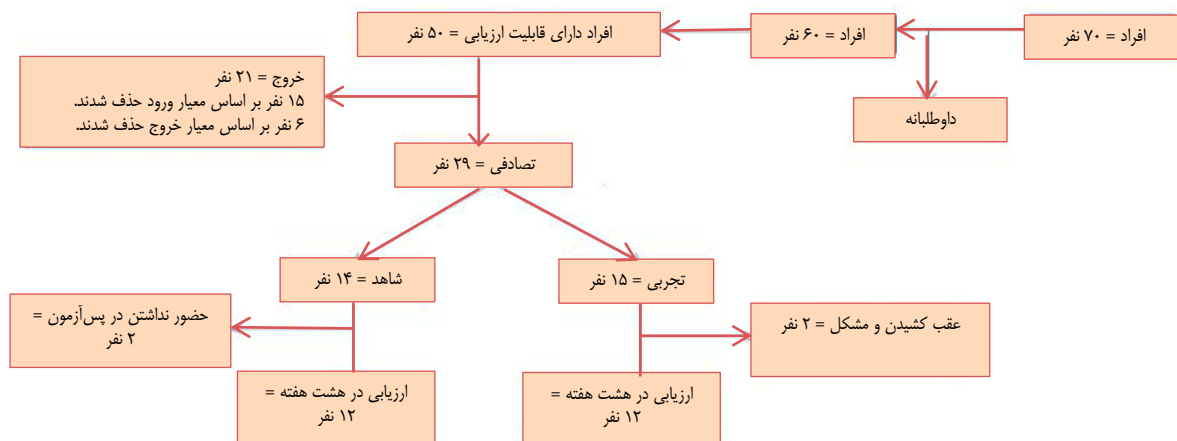 افراد = ۷۰ نفر
افراد = ۶۰ نفر
افراد دارای قابلیت ارزیابی = ۵۰ نفر
داوطلبانه
خروج = ۲۱ نفر
۱۵ نفر بر اساس معیار ورود حذف شدند.
۶ نفر بر اساس معیار خروج حذف شدند.
تصادفی = ۲۹ نفر
تجربی = ۱۵ نفر
شاهد = ۱۴ نفر
عقب کشیدن و مشکل = ۲ نفر
حضور نداشتن در پس‌آزمون =
۲ نفر
ارزیابی در هشت هفته =
۱۲ نفر
ارزیابی در هشت هفته =
۱۲ نفر